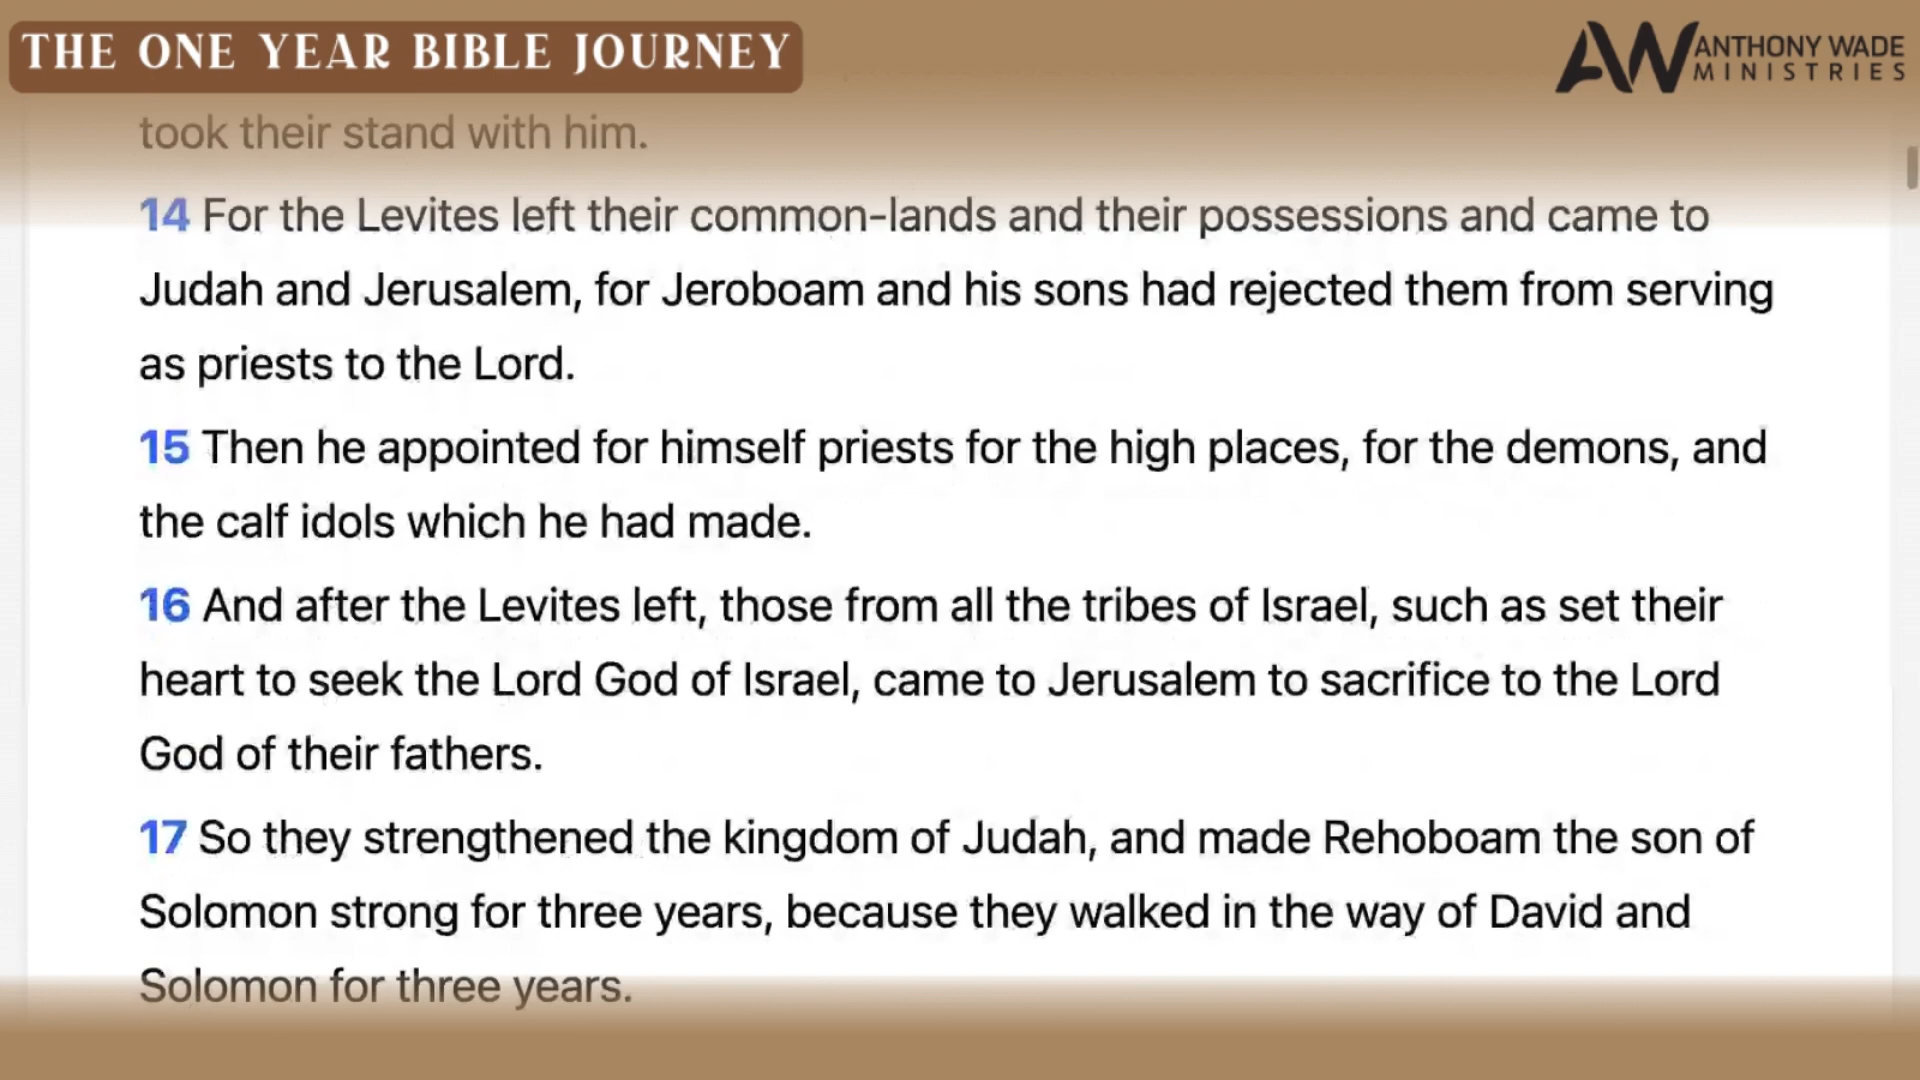 THE ONE YEAR BIBLE JOURNEY
AW ANTHONY WADE
MINISTRIES
took their stand with him.
14 For the Levites left their common-lands and their possessions and came to
Judah and Jerusalem, for Jeroboam and his sons had rejected them from serving
as priests to the Lord.
15 Then he appointed for himself priests for the high places, for the demons, and
the calf idols which he had made.
16 And after the Levites left, those from all the tribes of Israel, such as set their
heart to seek the Lord God of Israel, came to Jerusalem to sacrifice to the Lord
God of their fathers.
17 So they strengthened the kingdom of Judah, and made Rehoboam the son of
Solomon strong for three years, because they walked in the way of David and
Solomon for three years.